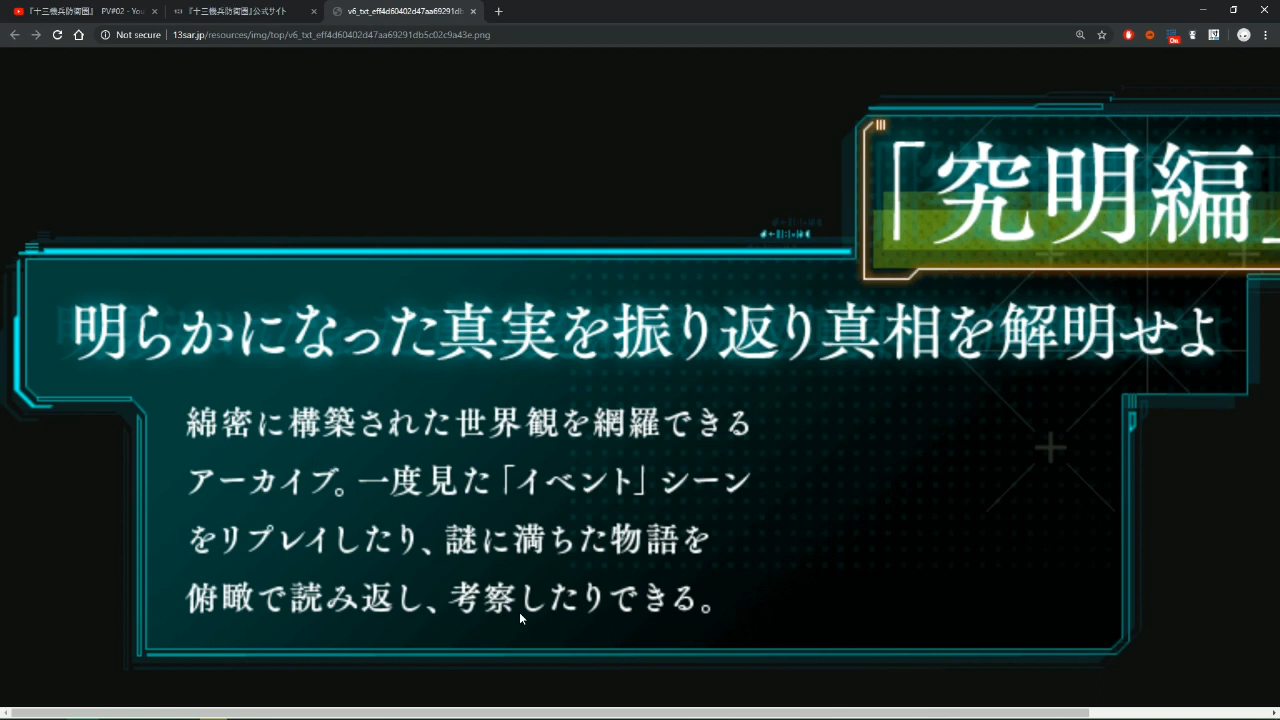 『十三機兵防衛圏』 PV#02 - You
『十三機兵防衛圏』公式サイト
v6_txt_eff4d60402d47aa69291db
Not secure
13sar.jp/resources/img/top/v6_txt_eff4d60402d47aa69291db5c02c9a43e.png
「究明編」
明らかになった真実を振り返り真相を解明せよ
綿密に構築された世界観を網羅できる
アーカイブ。一度見た「イベント」シーン
をリプレイしたり、謎に満ちた物語を
俯瞰で読み返し、考察したりできる。